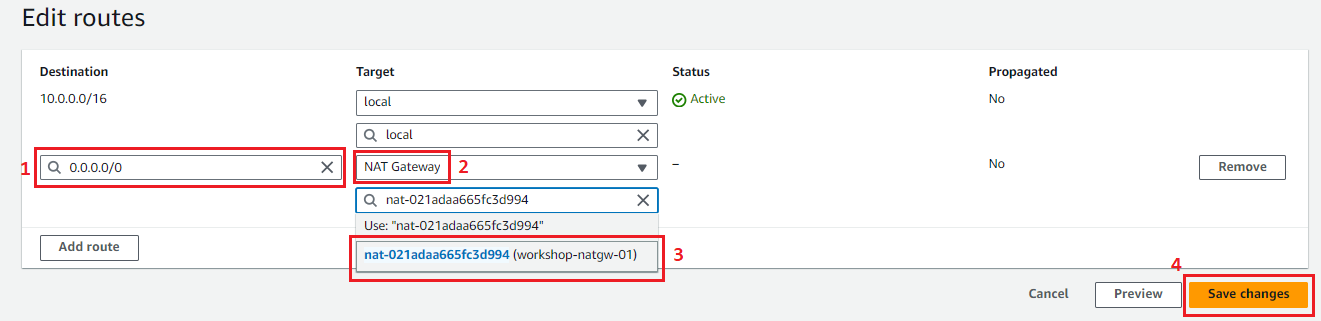 Edit routes
Destination Target Status Propagated
10.0.0.0/16 local Active No
local
1 0.0.0.0/0 NAT Gateway 2 – No Remove
nat-021adaa665fc3d994
Use: "nat-021adaa665fc3d994"
Add route nat-021adaa665fc3d994 (workshop-natgw-01) 3
4
Cancel Preview Save changes